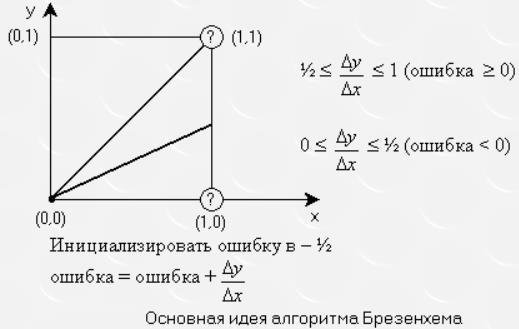 y
(0,1)
?
(1,1)
½ ≤ Δy/Δx ≤ 1 (ошибка ≥ 0)
0 ≤ Δy/Δx ≤ ½ (ошибка < 0)
?
(0,0)
(1,0)
x
Инициализировать ошибку в – ½
ошибка = ошибка + Δy/Δx
Основная идея алгоритма Брезенхема